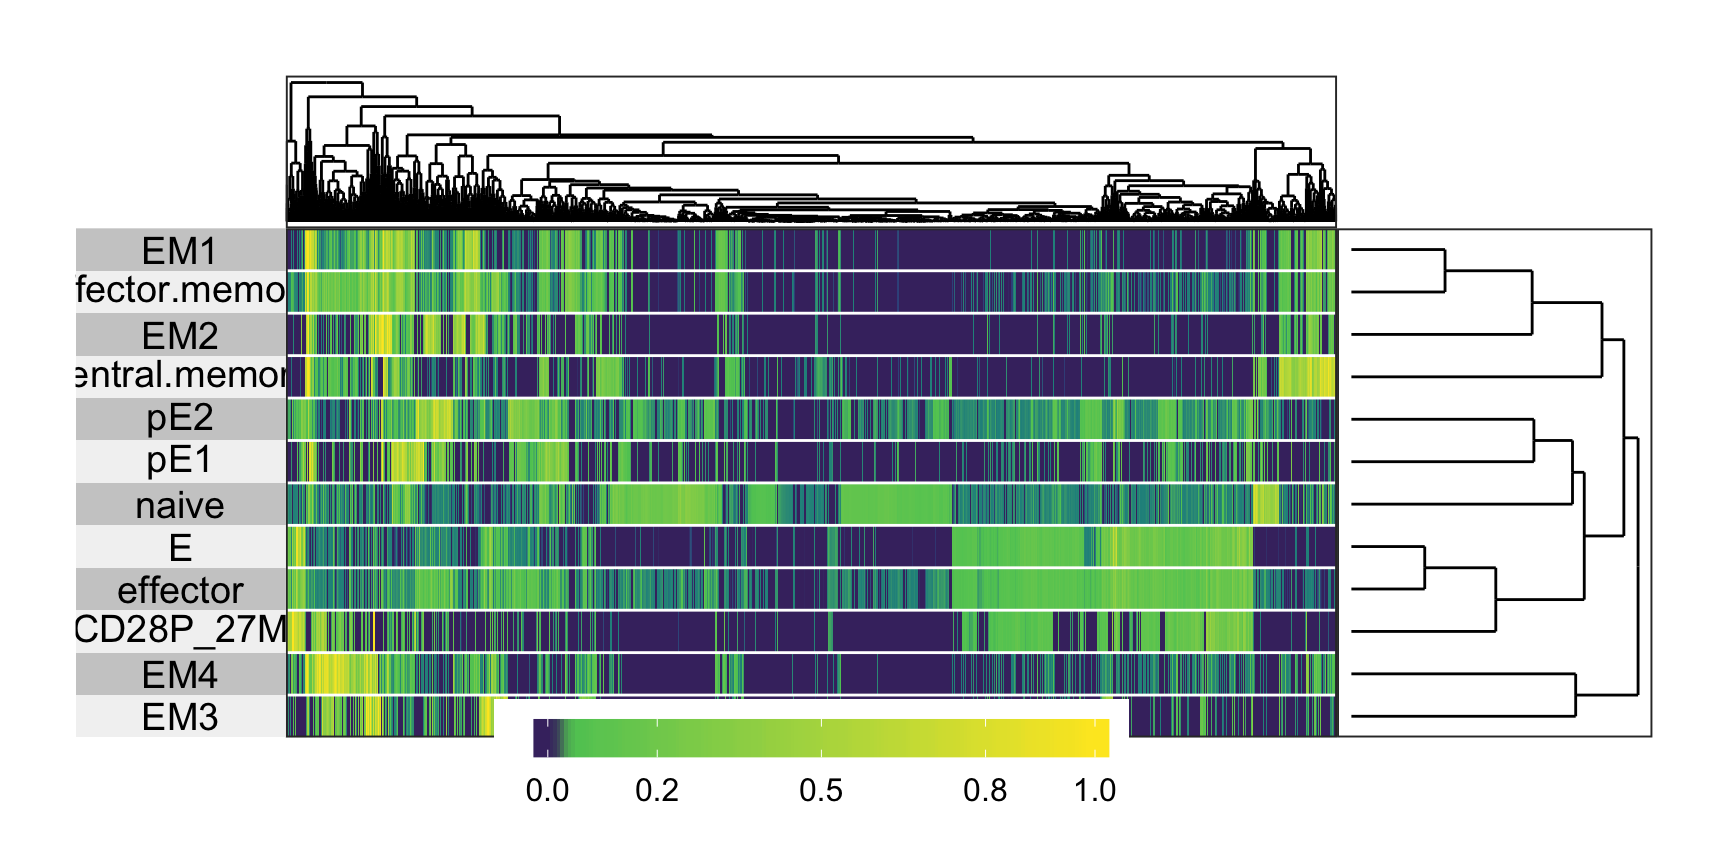 EM1
fector.memo
EM2
entral.memor
pE2
pE1
naive
E
effector
CD28P_27M
EM4
EM3
0.0 0.2 0.5 0.8 1.0